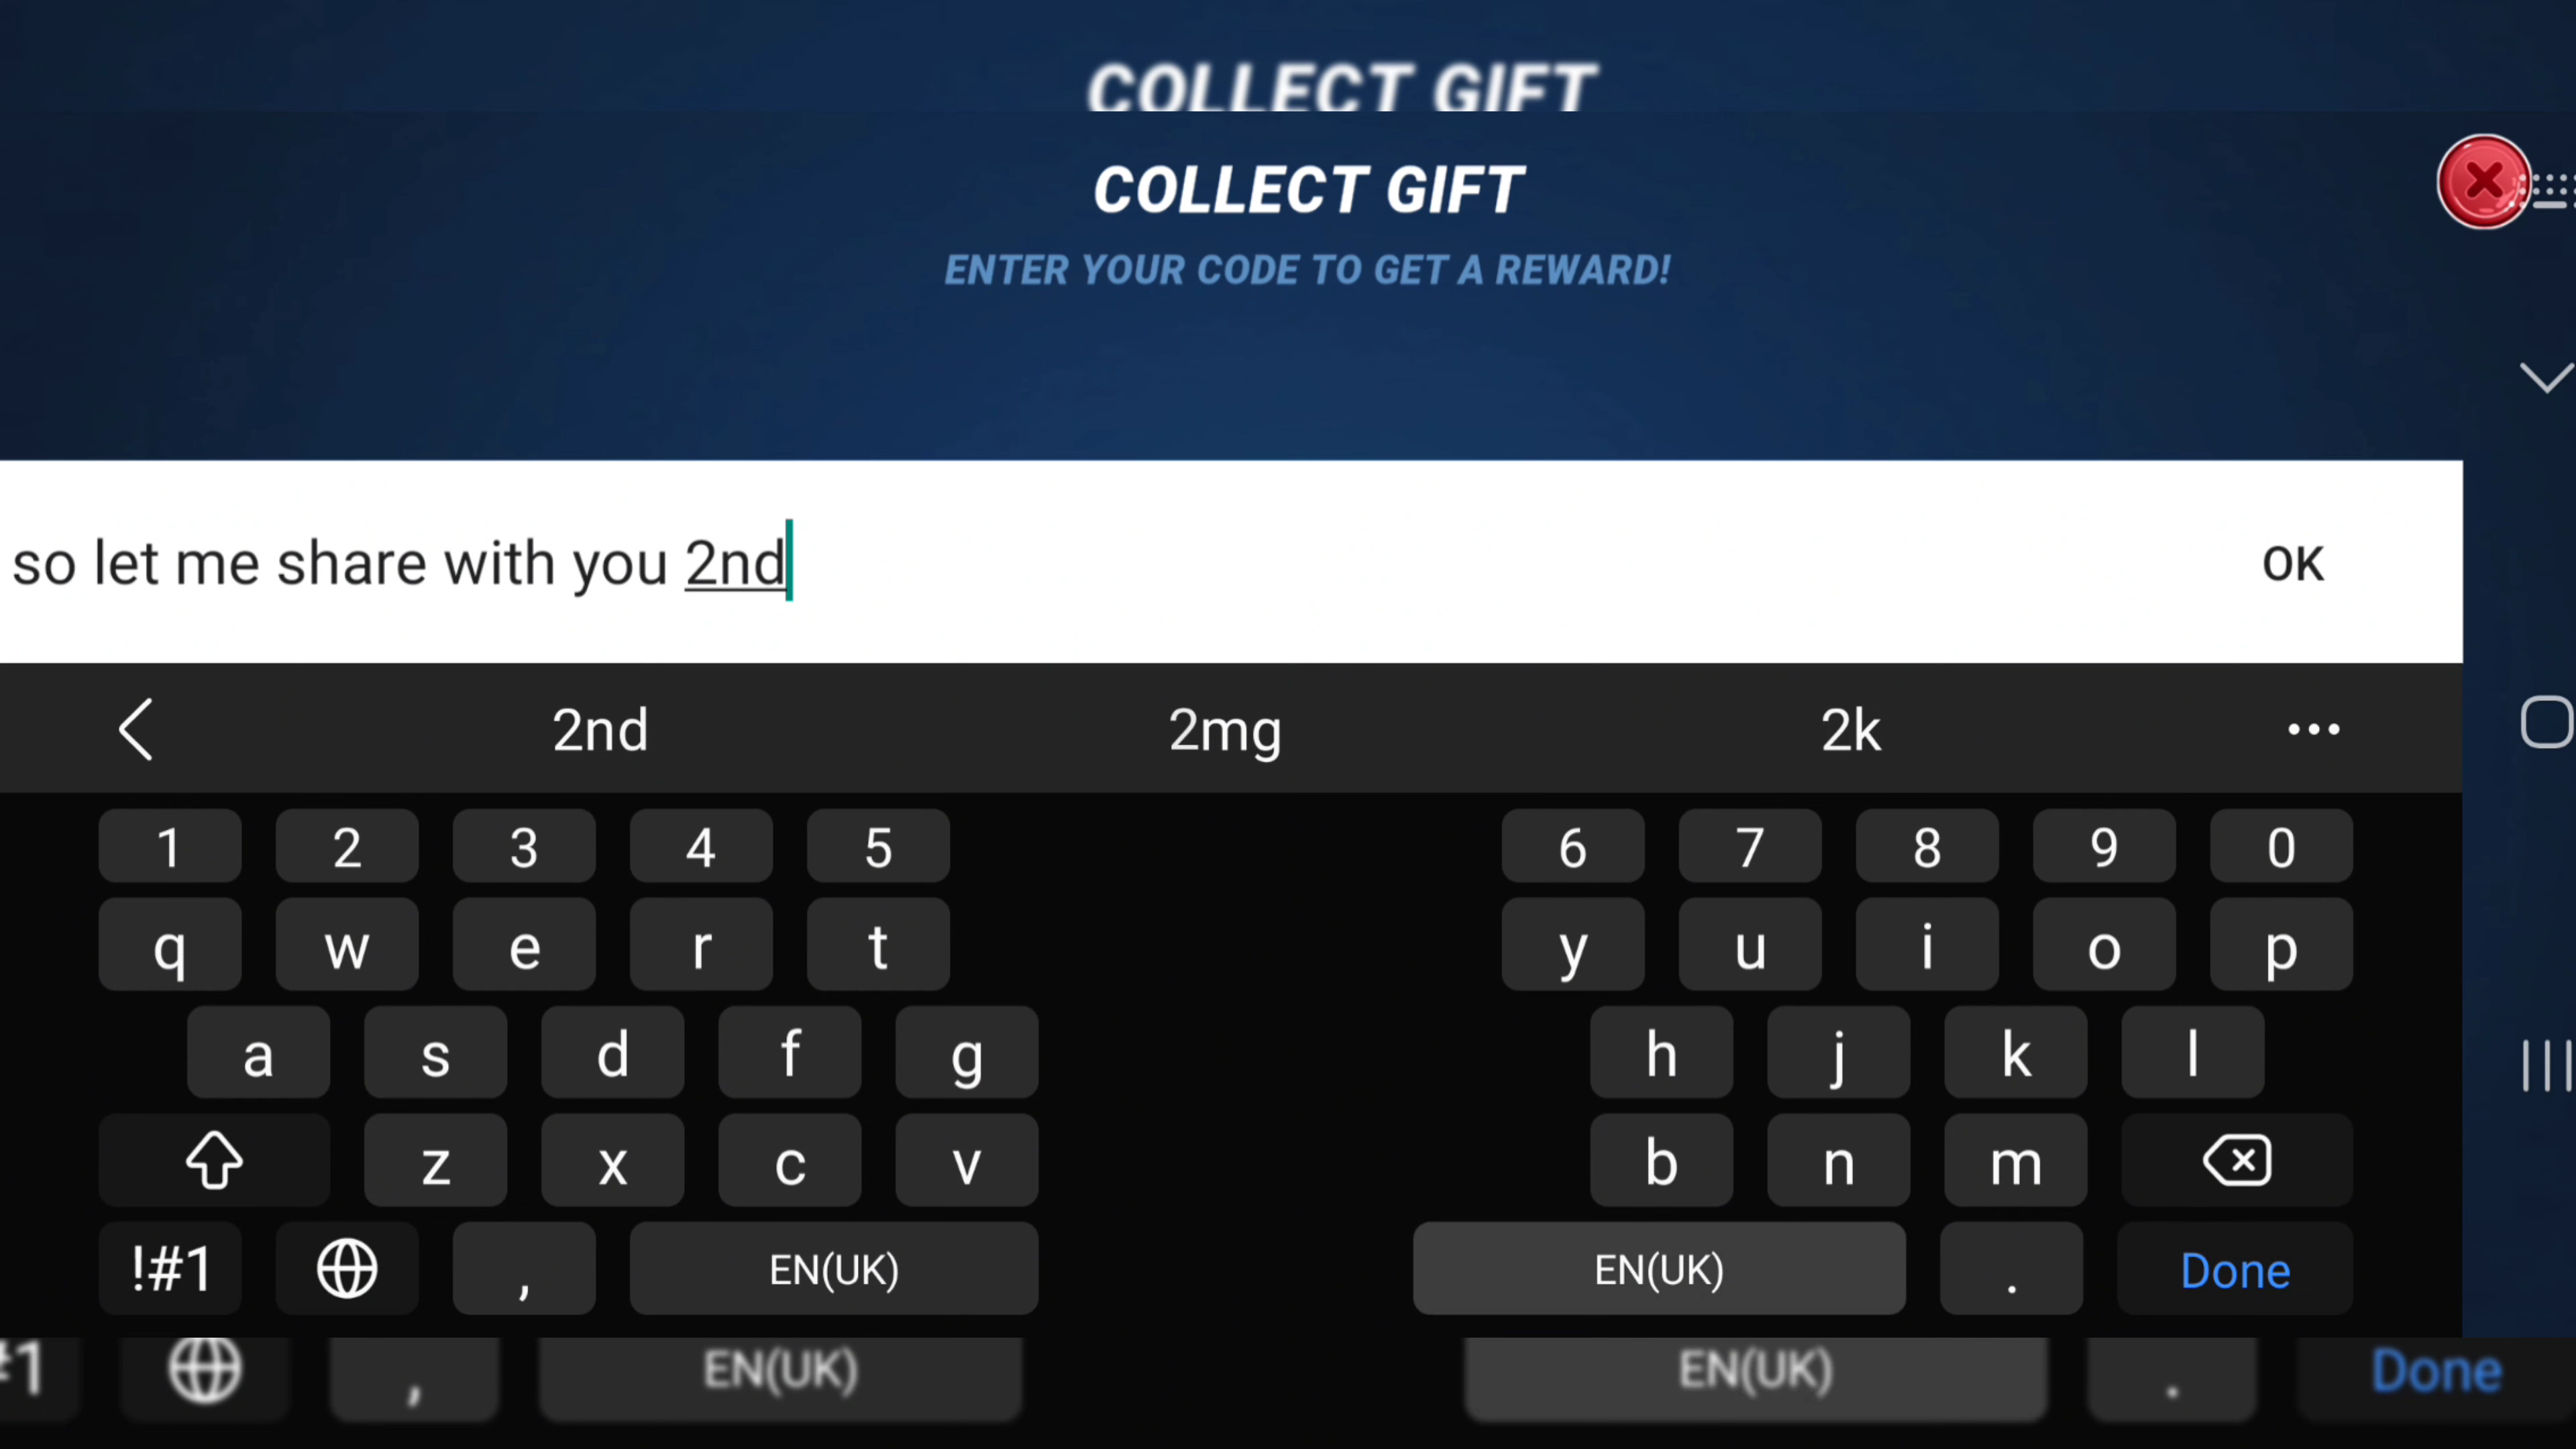 COLLECT GIFT
COLLECT GIFT
ENTER YOUR CODE TO GET A REWARD!
so let me share with you 2nd
OK
2nd 2mg 2k
1 2 3 4 5 6 7 8 9 0
q w e r t y u i o p
a s d f g h j k l
z x c v b n m
!#1 , EN(UK) EN(UK) . Done
#1 , EN(UK) EN(UK) . Done